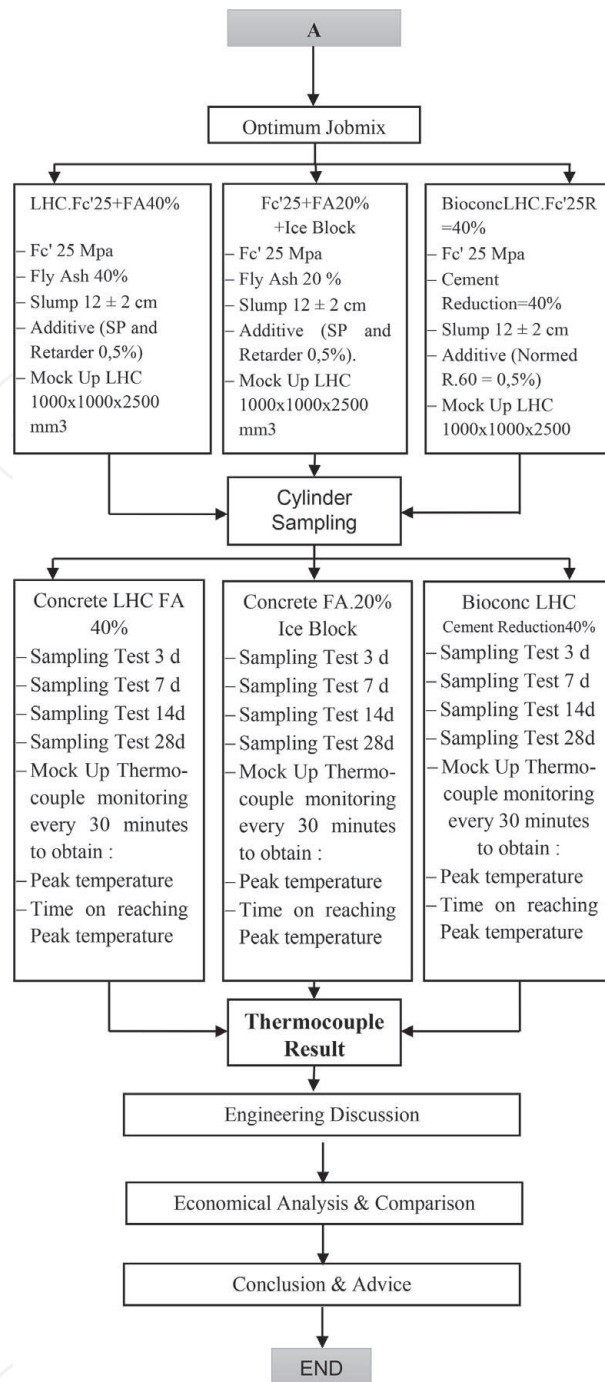 A
Optimum Jobmix
LHC.Fc'25+FA40%
– Fc' 25 Mpa
– Fly Ash 40%
– Slump 12 ± 2 cm
– Additive (SP and
Retarder 0,5%)
– Mock Up LHC
1000x1000x2500
mm3
Fc'25+FA20%
+Ice Block
– Fc' 25 Mpa
– Fly Ash 20 %
– Slump 12 ± 2 cm
– Additive (SP and
Retarder 0,5%).
– Mock Up LHC
1000x1000x2500
mm3
BioconcLHC.Fc'25R
=40%
– Fc' 25 Mpa
– Cement
Reduction=40%
– Slump 12 ± 2 cm
– Additive (Normed
R.60 = 0,5%)
– Mock Up LHC
1000x1000x2500
Cylinder
Sampling
Concrete LHC FA
40%
– Sampling Test 3 d
– Sampling Test 7 d
– Sampling Test 14d
– Sampling Test 28d
– Mock Up Thermo-
couple monitoring
every 30 minutes
to obtain :
– Peak temperature
– Time on reaching
Peak temperature
Concrete FA.20%
Ice Block
– Sampling Test 3 d
– Sampling Test 7 d
– Sampling Test 14d
– Sampling Test 28d
– Mock Up Thermo-
couple monitoring
every 30 minutes
to obtain :
– Peak temperature
– Time on reaching
Peak temperature
Bioconc LHC
Cement Reduction40%
– Sampling Test 3 d
– Sampling Test 7 d
– Sampling Test 14d
– Sampling Test 28d
– Mock Up Thermo-
couple monitoring
every 30 minutes
to obtain :
– Peak temperature
– Time on reaching
Peak temperature
Thermocouple
Result
Engineering Discussion
Economical Analysis & Comparison
Conclusion & Advice
END